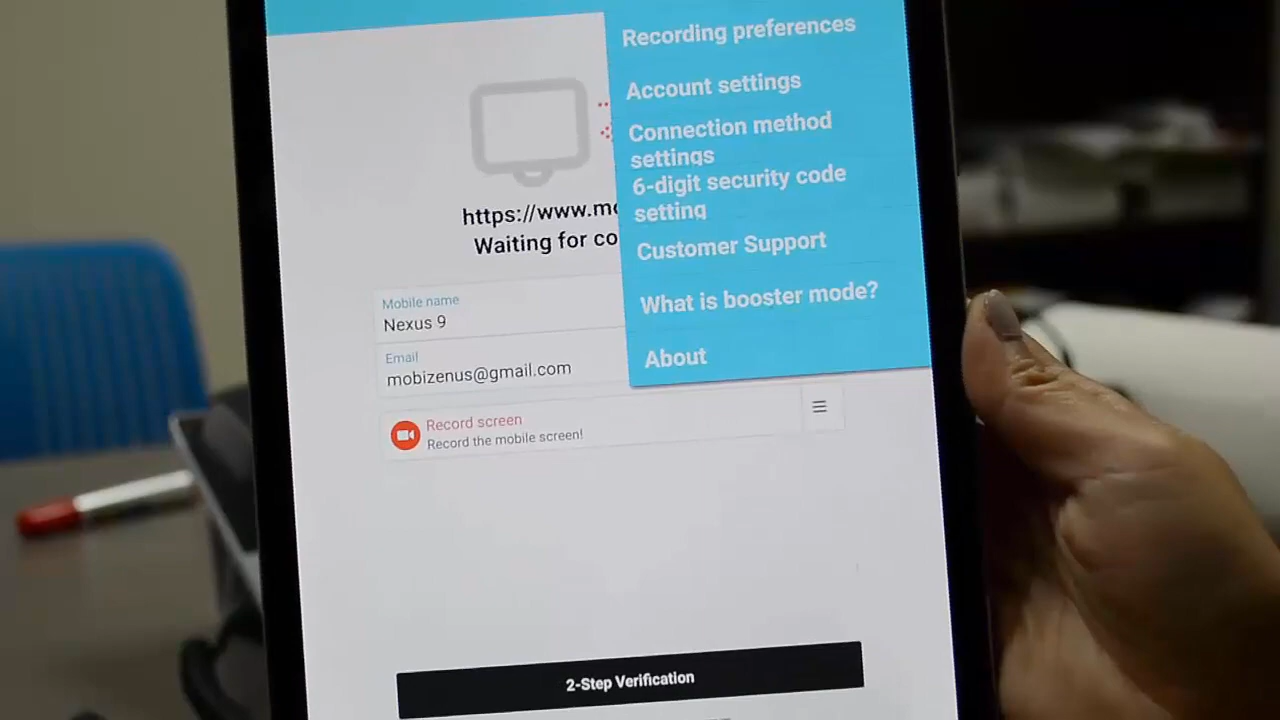 Recording preferences
Account settings
Connection method
settings
6-digit security code
setting
Customer Support
What is booster mode?
About
https://www.mo
Waiting for co
Mobile name
Nexus 9
Email
mobizenus@gmail.com
Record screen
Record the mobile screen!
2-Step Verification